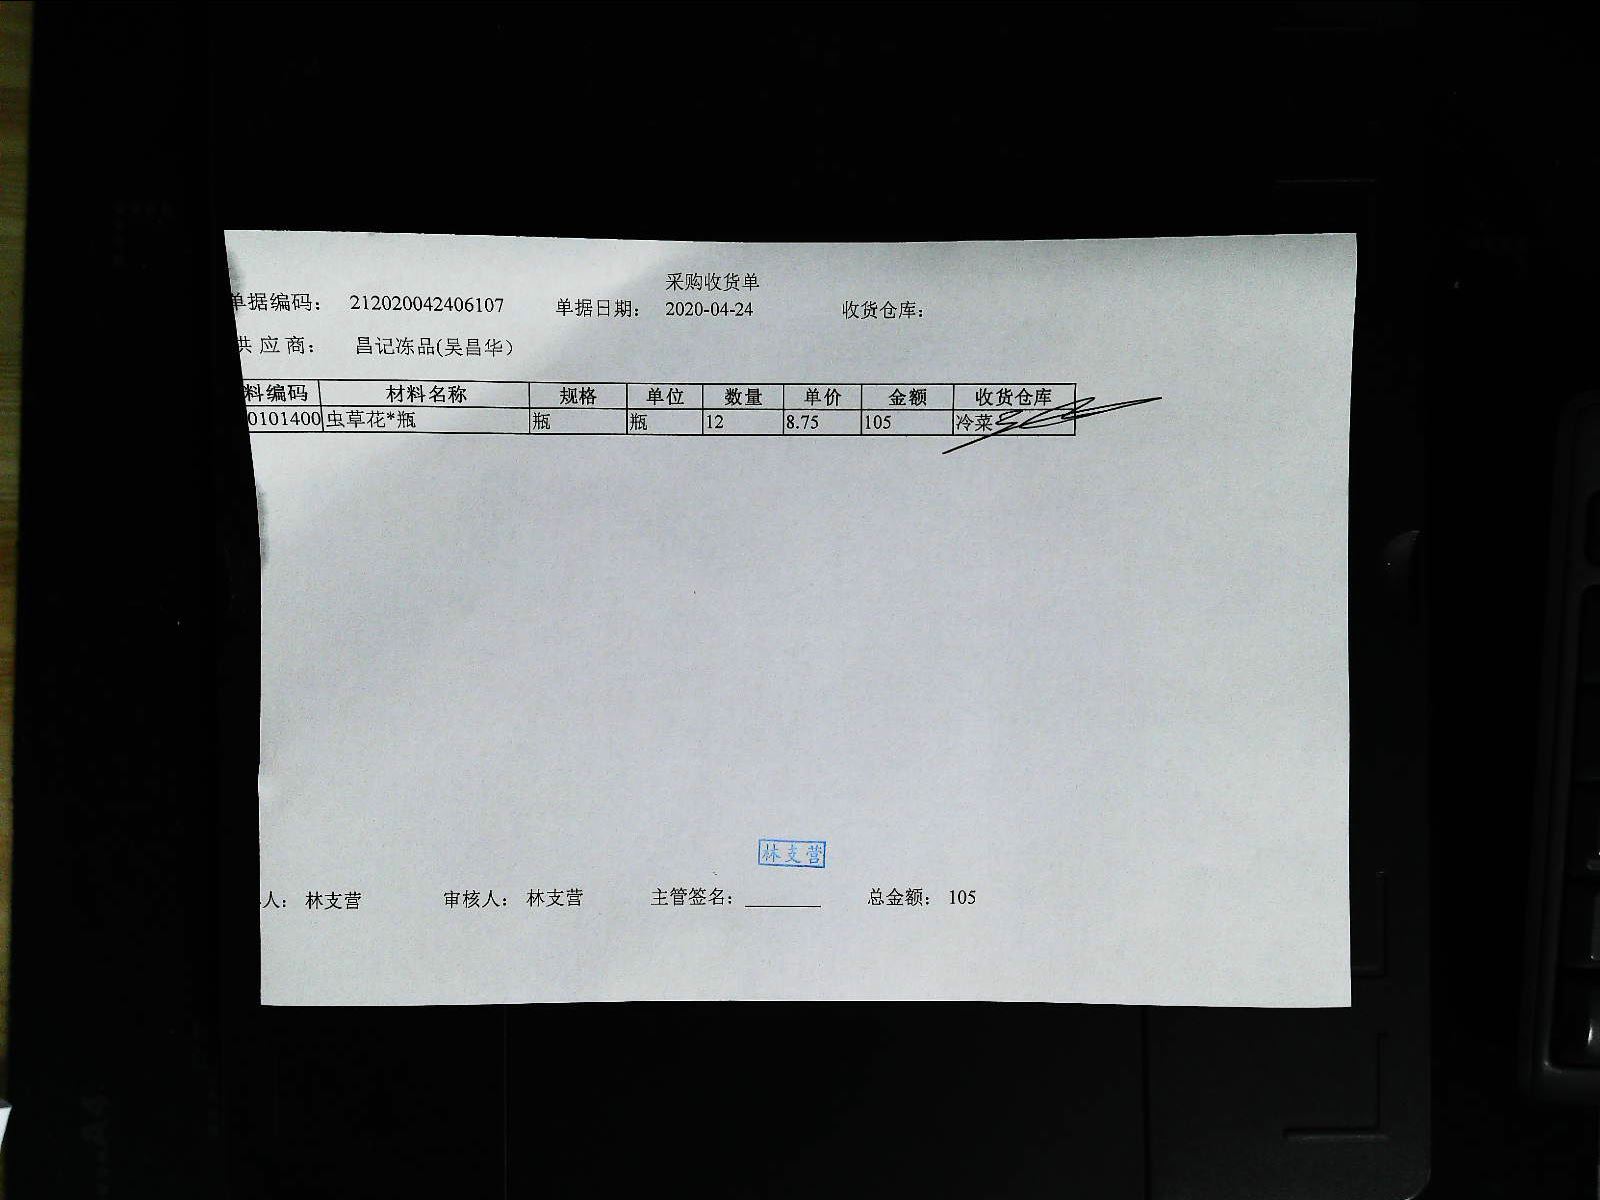 采购收货单
单据编码: 212020042406107 单据日期: 2020-04-24 收货仓库:
供应商: 昌记冻品(吴昌华)
料编码 材料名称 规格 单位 数量 单价 金额 收货仓库
0101400 虫草花*瓶 瓶 瓶 12 8.75 105 冷菜
林支营
人: 林支营 审核人: 林支营 主管签名: 总金额: 105